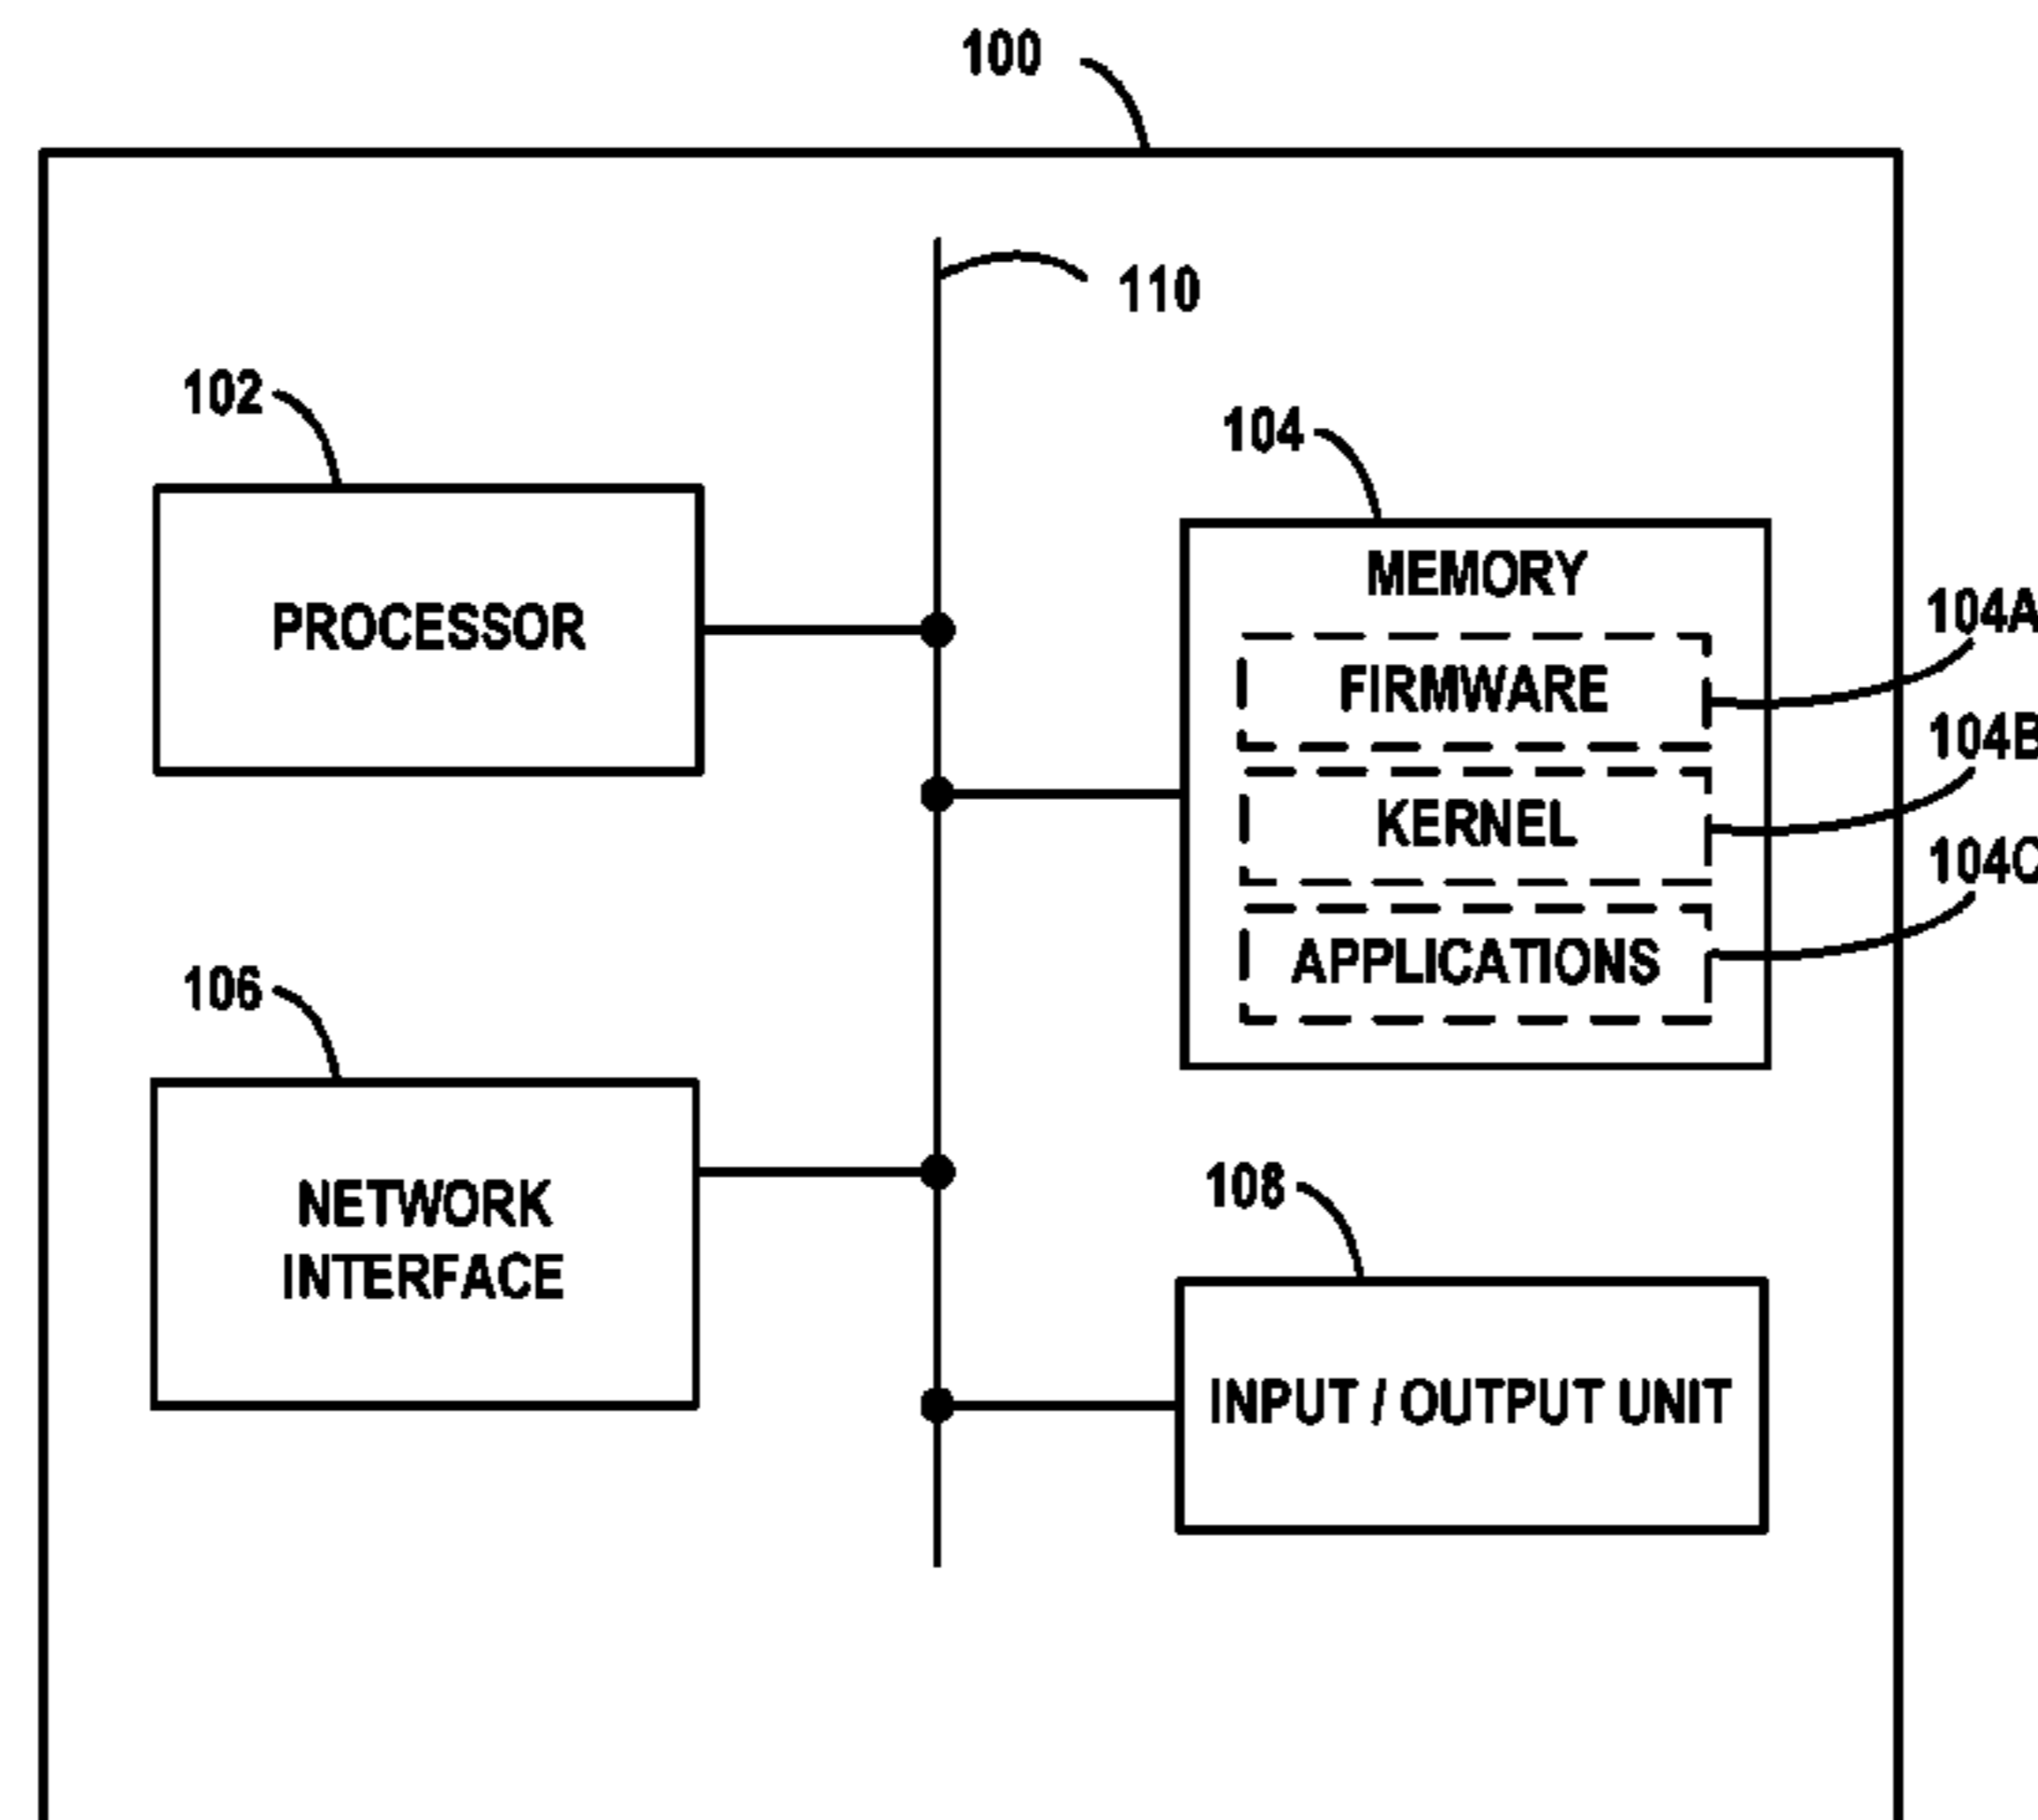 100
110
102
104
PROCESSOR
MEMORY
FIRMWARE
104A
KERNEL
104B
APPLICATIONS
104C
106
NETWORK
INTERFACE
108
INPUT / OUTPUT UNIT